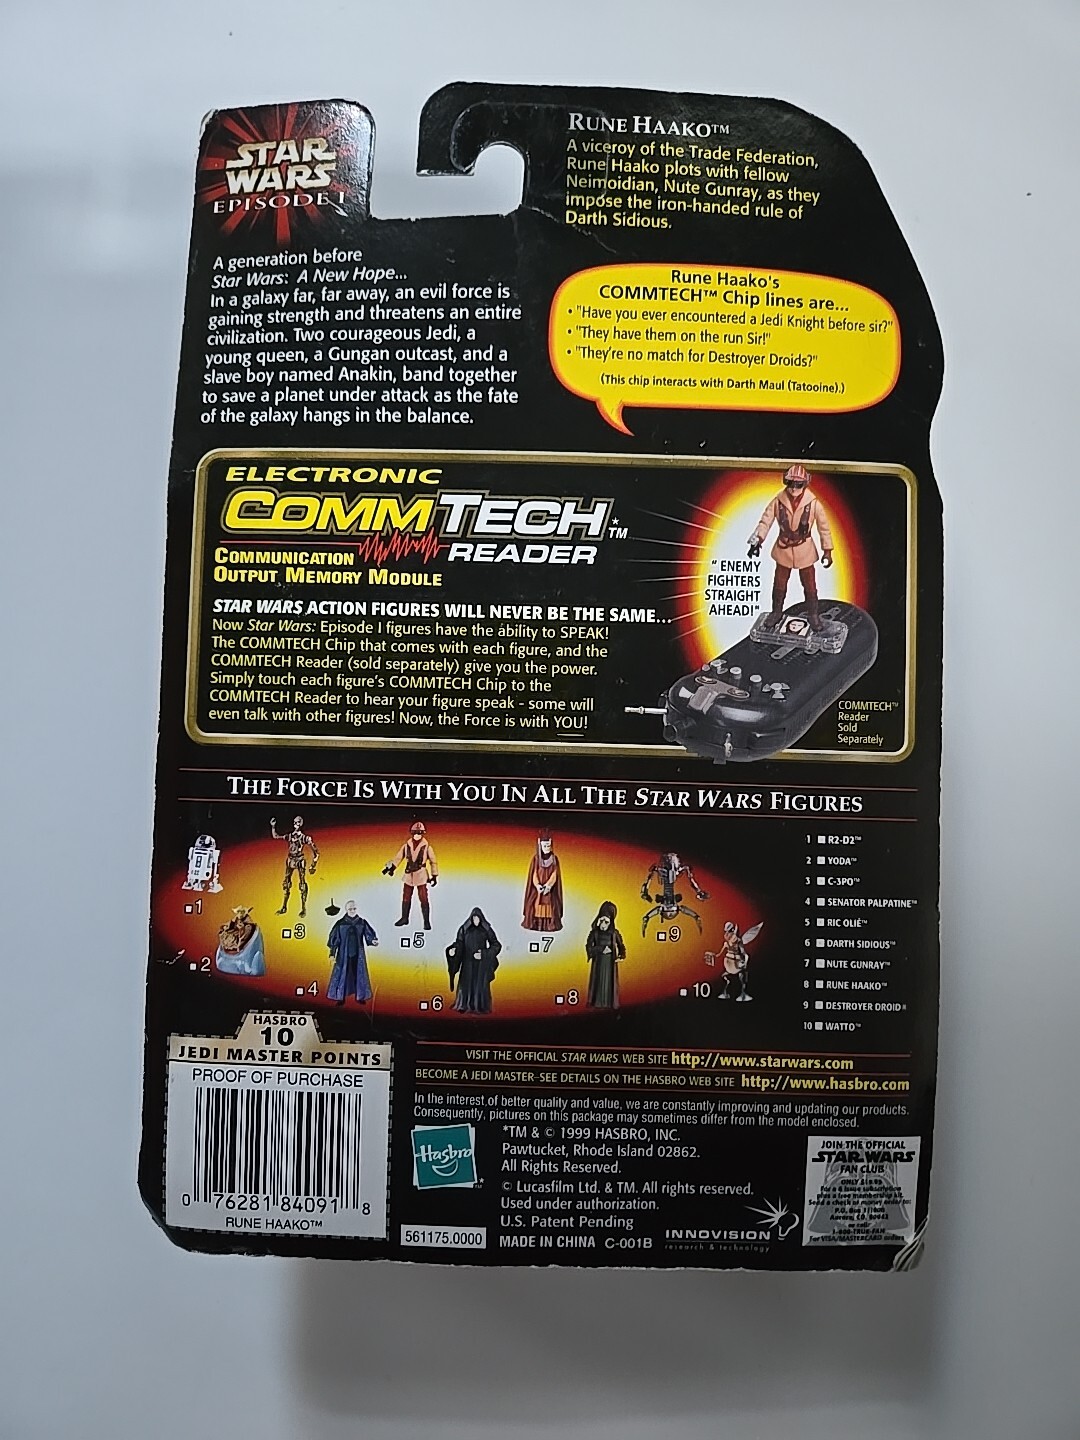 STAR
WARS
EPISODE I
RUNE HAAKO™
A viceroy of the Trade Federation,
Rune Haako plots with fellow
Neimoidian, Nute Gunray, as they
impose the iron-handed rule of
Darth Sidious.
A generation before
Star Wars: A New Hope...
In a galaxy far, far away, an evil force is
gaining strength and threatens an entire
civilization. Two courageous Jedi, a
young queen, a Gungan outcast, and a
slave boy named Anakin, band together
to save a planet under attack as the fate
of the galaxy hangs in the balance.
Rune Haako's
COMMTECH™ Chip lines are...
• "Have you ever encountered a Jedi Knight before sir?"
• "They have them on the run Sir!"
• "They're no match for Destroyer Droids?"
(This chip interacts with Darth Maul (Tatooine).)
ELECTRONIC
COMMTECH*™
READER
COMMUNICATION
OUTPUT MEMORY MODULE
STAR WARS ACTION FIGURES WILL NEVER BE THE SAME...
Now Star Wars: Episode I figures have the ability to SPEAK!
The COMMTECH Chip that comes with each figure, and the
COMMTECH Reader (sold separately) give you the power.
Simply touch each figure's COMMTECH Chip to the
COMMTECH Reader to hear your figure speak - some will
even talk with other figures! Now, the Force is with YOU!
" ENEMY
FIGHTERS
STRAIGHT
AHEAD!"
COMMTECH™
Reader
Sold
Separately
THE FORCE IS WITH YOU IN ALL THE STAR WARS FIGURES
1
2
3
4
5
6
7
8
9
10
1 R2-D2™
2 YODA™
3 C-3PO™
4 SENATOR PALPATINE™
5 RIC OLIÉ™
6 DARTH SIDIOUS™
7 NUTE GUNRAY™
8 RUNE HAAKO™
9 DESTROYER DROID
10 WATTO™
HASBRO
10
JEDI MASTER POINTS
PROOF OF PURCHASE
0 76281 84091 8
RUNE HAAKO™
VISIT THE OFFICIAL STAR WARS WEB SITE http://www.starwars.com
BECOME A JEDI MASTER–SEE DETAILS ON THE HASBRO WEB SITE http://www.hasbro.com
In the interest of better quality and value, we are constantly improving and updating our products.
Consequently, pictures on this package may sometimes differ from the model enclosed.
Hasbro
*TM & © 1999 HASBRO, INC.
Pawtucket, Rhode Island 02862.
All Rights Reserved.
© Lucasfilm Ltd. & TM. All rights reserved.
Used under authorization.
U.S. Patent Pending
561175.0000
MADE IN CHINA C-001B
INNOVISION
research & technology
JOIN THE OFFICIAL
STAR WARS
FAN CLUB